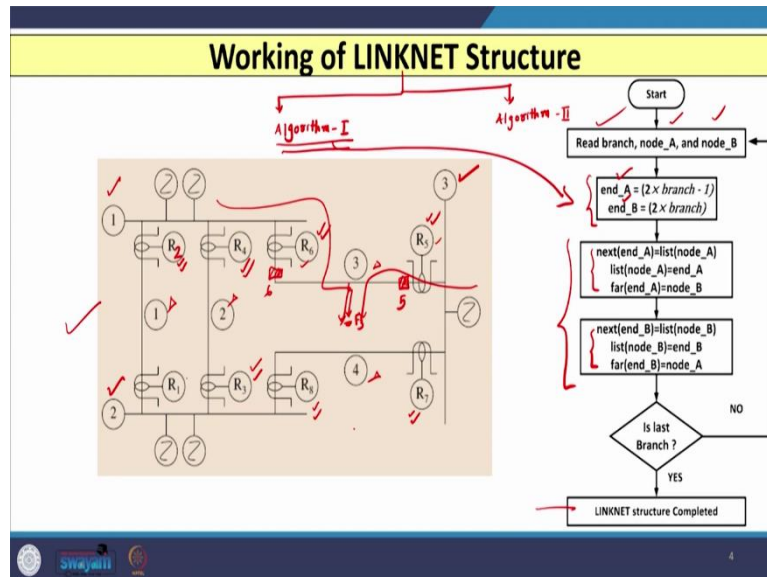 Working of LINKNET Structure
Algorithm-I
Algorithm-II
Start
Read branch, node_A, and node_B
end_A = (2 × branch - 1)
end_B = (2 × branch)
next(end_A)=list(node_A)
list(node_A)=end_A
far(end_A)=node_B
next(end_B)=list(node_B)
list(node_B)=end_B
far(end_B)=node_A
Is last
Branch ?
NO
YES
LINKNET structure Completed
1
R2
R4
R6
6
3
R5
5
3
F
1
2
4
R1
R3
R8
R7
2
swayam
4